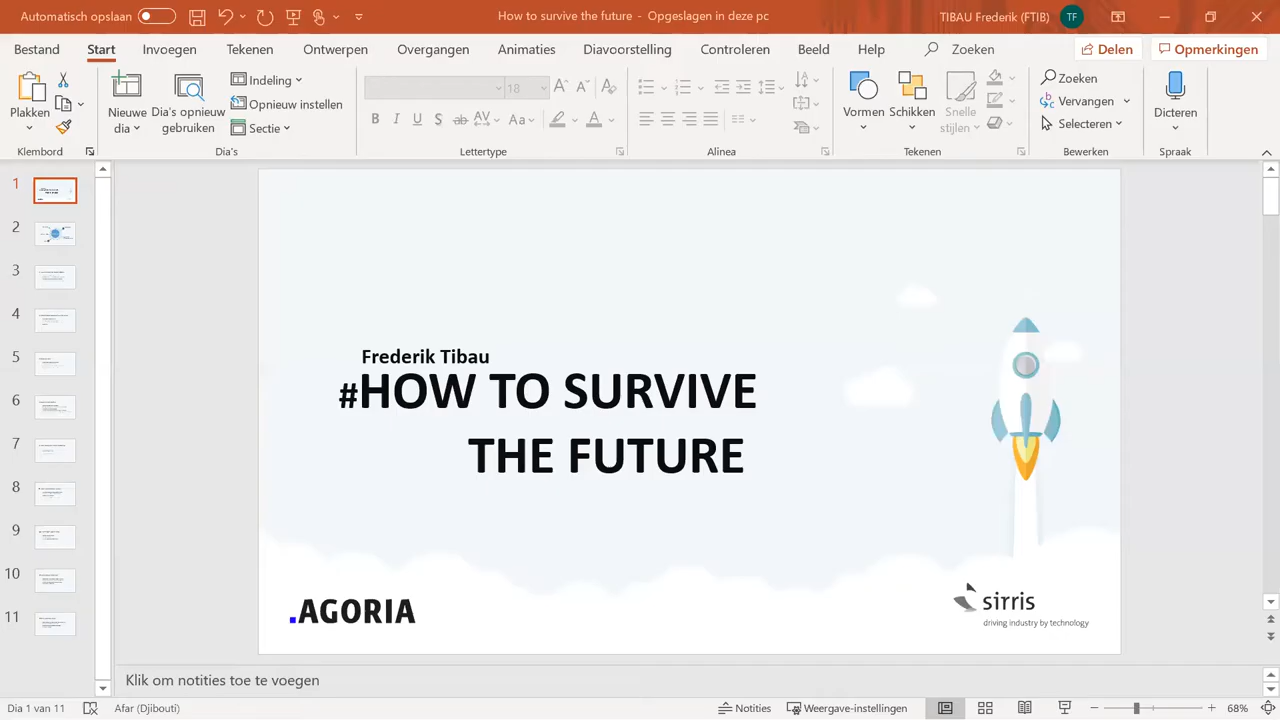 Automatisch opslaan
How to survive the future - Opgeslagen in deze pc
TIBAU Frederik (FTIB)
TF
Bestand Start Invoegen Tekenen Ontwerpen Overgangen Animaties Diavoorstelling Controleren Beeld Help Zoeken Delen Opmerkingen
Plakken
Nieuwe dia
Dia's opnieuw gebruiken
Indeling
Opnieuw instellen
Sectie
18
B I U S ab AV Aa A
Vormen
Schikken
Snelle stijlen
Zoeken
Vervangen
Selecteren
Dicteren
Klembord Dia's Lettertype Alinea Tekenen Bewerken Spraak
1
2
3
4
5
6
7
8
9
10
11
Frederik Tibau
#HOW TO SURVIVE
THE FUTURE
.AGORIA
sirris
driving industry by technology
Klik om notities toe te voegen
Dia 1 van 11 Afar (Djibouti) Notities Weergave-instellingen 68%